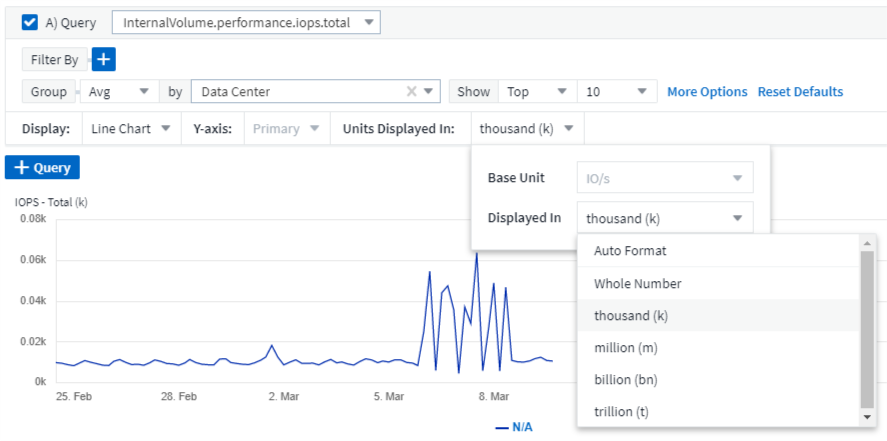 A) Query InternalVolume.performance.iops.total
Filter By +
Group Avg by Data Center Show Top 10 More Options Reset Defaults
Display: Line Chart Y-axis: Primary Units Displayed In: thousand (k)
+ Query
Base Unit IO/s
Displayed In thousand (k)
Auto Format
Whole Number
thousand (k)
million (m)
billion (bn)
trillion (t)
IOPS - Total (k)
0.08k
0.06k
0.04k
0.02k
0k
25. Feb 28. Feb 2. Mar 5. Mar 8. Mar
N/A